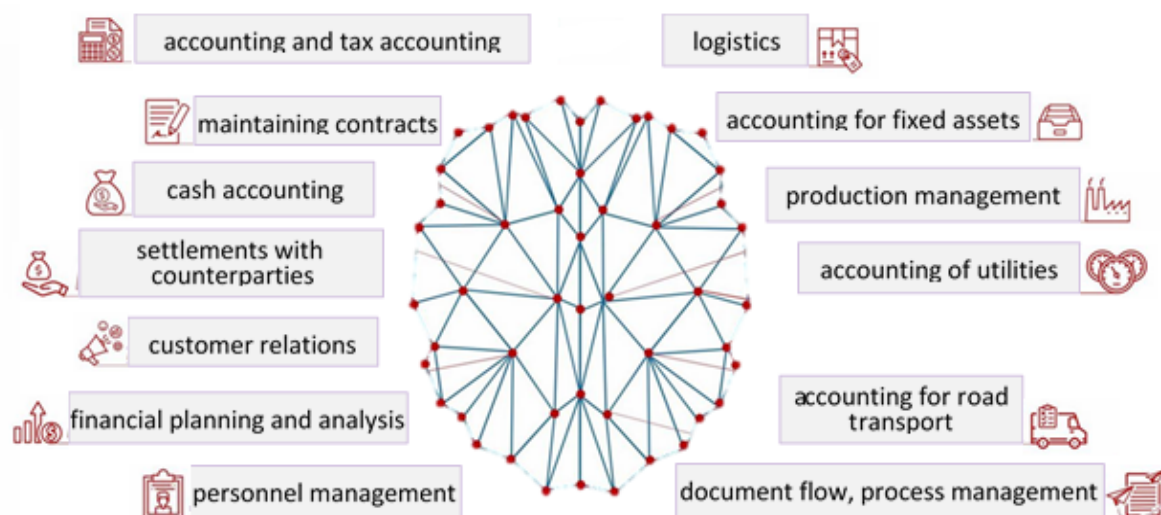 accounting and tax accounting
logistics
maintaining contracts
accounting for fixed assets
cash accounting
production management
settlements with
counterparties
accounting of utilities
customer relations
financial planning and analysis
accounting for road
transport
personnel management
document flow, process management